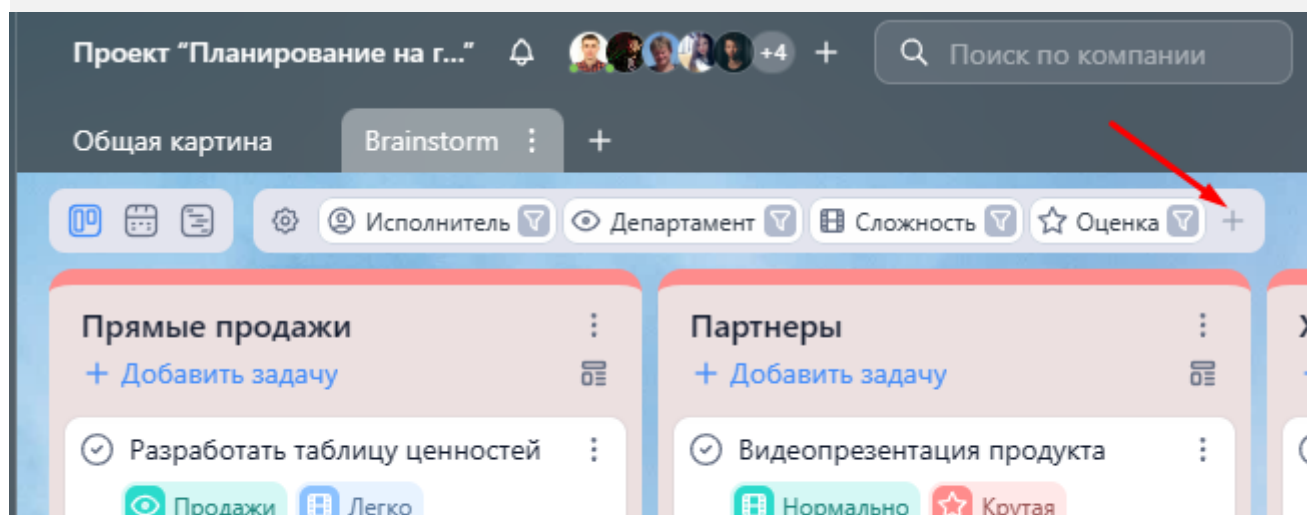 Проект “Планирование на г...” +4 Поиск по компании
Общая картина Brainstorm
Исполнитель Департамент Сложность Оценка
Прямые продажи
+ Добавить задачу
Разработать таблицу ценностей
Продажи Легко
Партнеры
+ Добавить задачу
Видеопрезентация продукта
Нормально Крутая